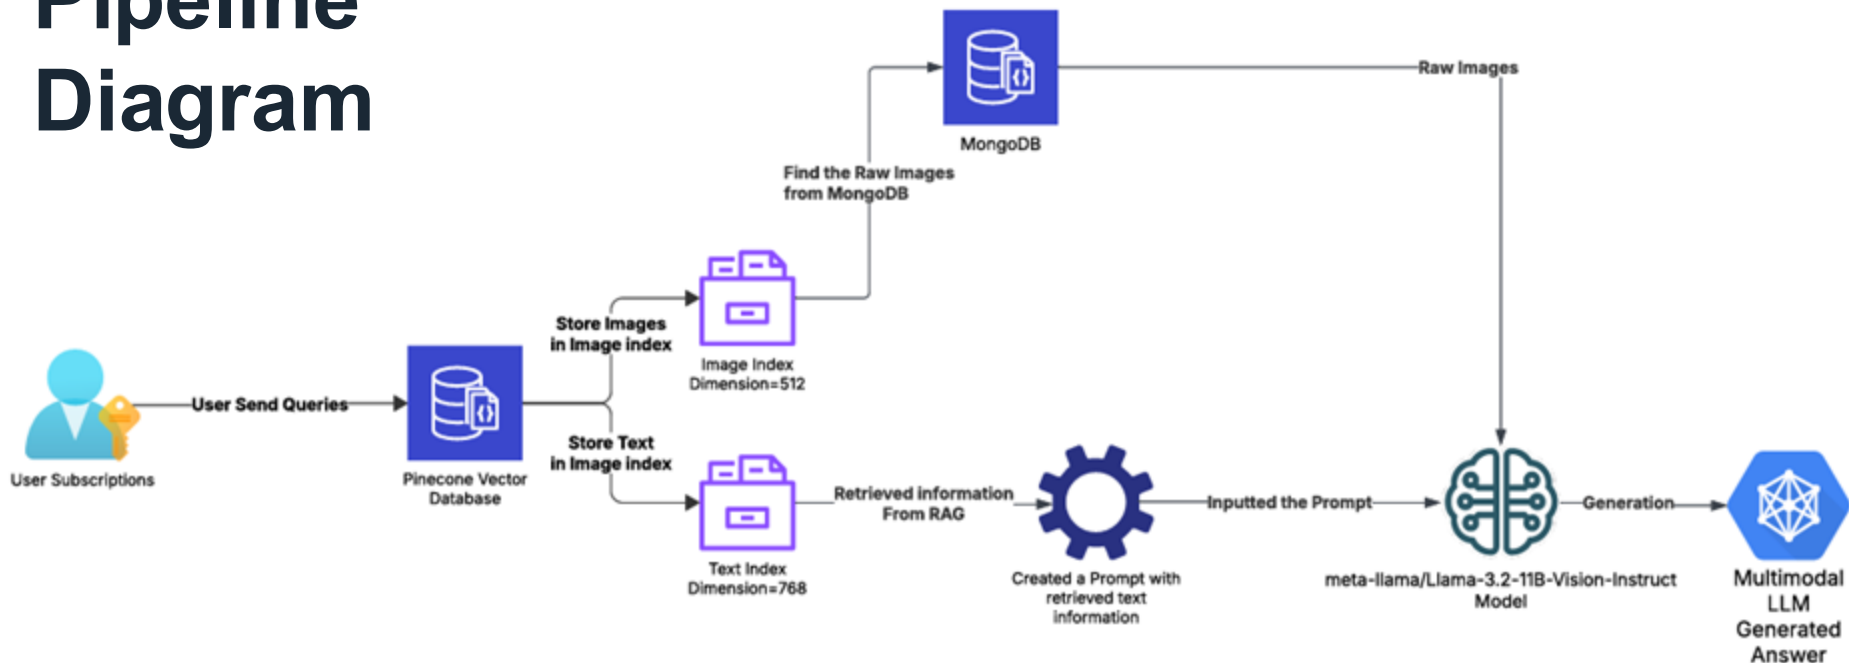 Pipeline
Diagram
MongoDB
Raw Images
Find the Raw Images
from MongoDB
Store Images
in Image index
Image Index
Dimension=512
User Send Queries
User Subscriptions
Pinecone Vector
Database
Store Text
in Image index
Text Index
Dimension=768
Retrieved information
From RAG
Created a Prompt with
retrieved text
information
Inputted the Prompt
meta-llama/Llama-3.2-11B-Vision-Instruct
Model
Generation
Multimodal
LLM
Generated
Answer